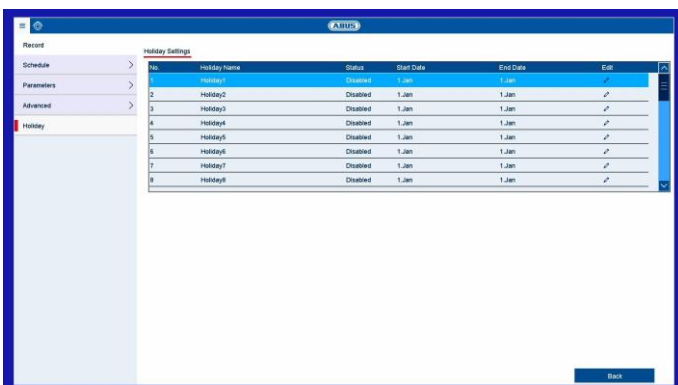 ABUS
Record
Schedule
Parameters
Advanced
Holiday
Holiday Settings
No. Holiday Name Status Start Date End Date Edit
1 Holiday1 Disabled 1.Jan 1.Jan
2 Holiday2 Disabled 1.Jan 1.Jan
3 Holiday3 Disabled 1.Jan 1.Jan
4 Holiday4 Disabled 1.Jan 1.Jan
5 Holiday5 Disabled 1.Jan 1.Jan
6 Holiday6 Disabled 1.Jan 1.Jan
7 Holiday7 Disabled 1.Jan 1.Jan
8 Holiday8 Disabled 1.Jan 1.Jan
Back